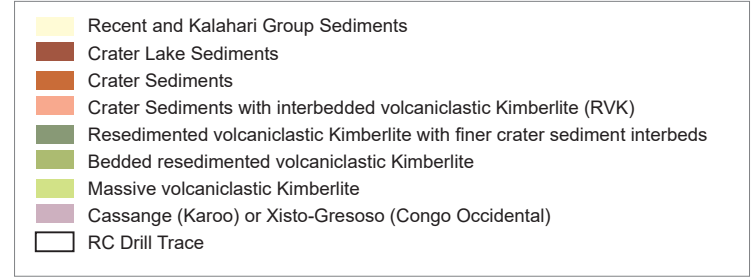 Recent and Kalahari Group Sediments
Crater Lake Sediments
Crater Sediments
Crater Sediments with interbedded volcaniclastic Kimberlite (RVK)
Resedimented volcaniclastic Kimberlite with finer crater sediment interbeds
Bedded resedimented volcaniclastic Kimberlite
Massive volcaniclastic Kimberlite
Cassange (Karoo) or Xisto-Gresoso (Congo Occidental)
RC Drill Trace